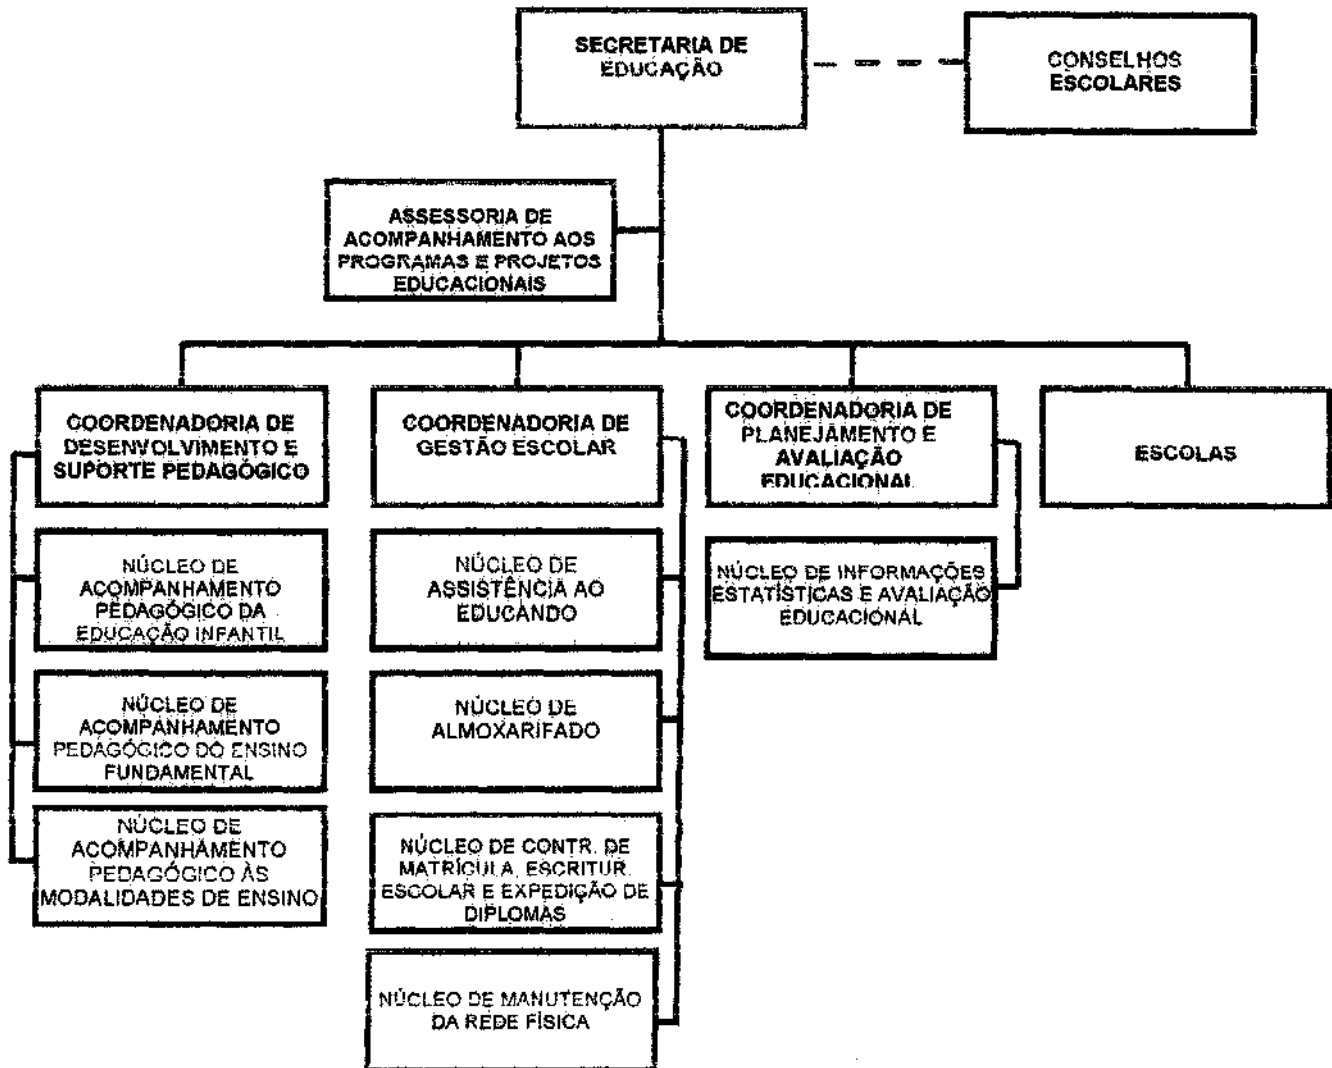 SECRETARIA DE
EDUCAÇÃO
CONSELHOS
ESCOLARES
ASSESSORIA DE
ACOMPANHAMENTO AOS
PROGRAMAS E PROJETOS
EDUCACIONAIS
COORDENADORIA DE
DESENVOLVIMENTO E
SUPORTE PEDAGÓGICO
COORDENADORIA DE
GESTÃO ESCOLAR
COORDENADORIA DE
PLANEJAMENTO E
AVALIAÇÃO
EDUCACIONAL
ESCOLAS
NÚCLEO DE
ACOMPANHAMENTO
PEDAGÓGICO DA
EDUCAÇÃO INFANTIL
NÚCLEO DE
ASSISTÊNCIA AO
EDUCANDO
NÚCLEO DE INFORMAÇÕES
ESTATÍSTICAS E AVALIAÇÃO
EDUCACIONAL
NÚCLEO DE
ACOMPANHAMENTO
PEDAGÓGICO DO ENSINO
FUNDAMENTAL
NÚCLEO DE
ALMOXARIFADO
NÚCLEO DE
ACOMPANHAMENTO
PEDAGÓGICO ÀS
MODALIDADES DE ENSINO
NÚCLEO DE CONTR. DE
MATRÍCULA, ESCRITUR.
ESCOLAR E EXPEDIÇÃO DE
DIPLOMAS
NÚCLEO DE MANUTENÇÃO
DA REDE FÍSICA